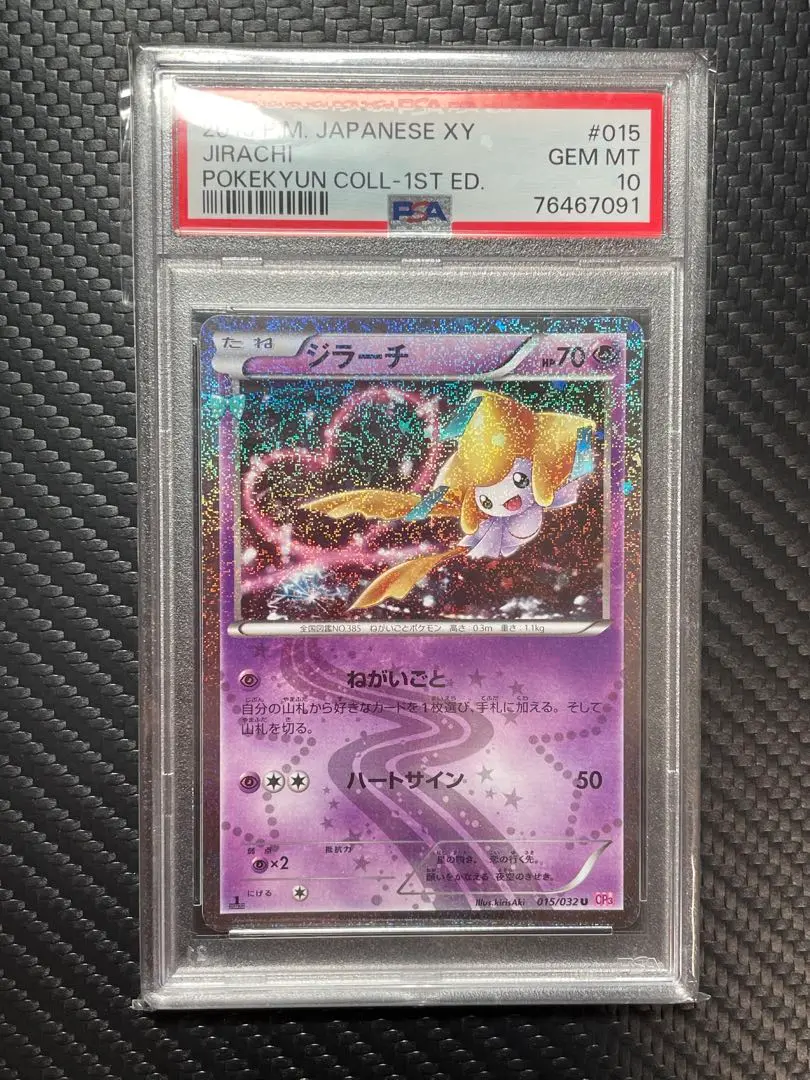 P.M. JAPANESE XY #015
JIRACHI GEM MT
POKEKYUN COLL-1ST ED. 10
PSA 76467091
たね ジラーチ HP70
全国図鑑NO.385 ねがいごとポケモン 高さ:0.3m 重さ:1.1kg
ねがいごと
自分の山札から好きなカードを1枚選び、手札に加える。そして
山札を切る。
ハートサイン 50
弱点 抵抗力
×2
星の輝き。 恋の行く先。
願いをかなえる 夜空のきせき。
にげる
1 Illus.kirisAki 015/032 U CP3